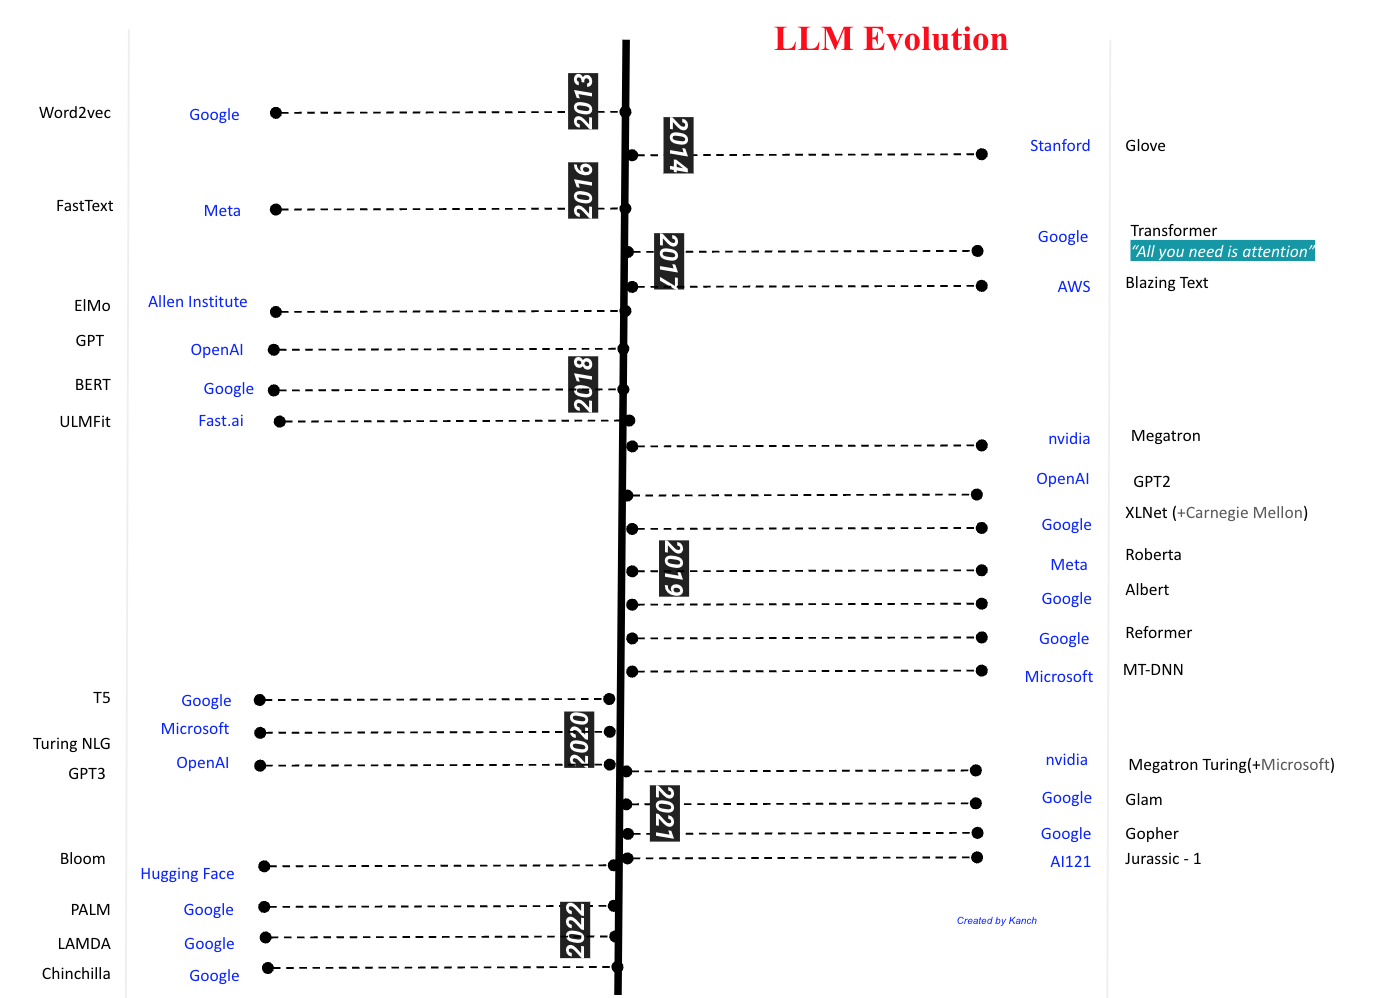 LLM Evolution
Word2vec Google 2013
2014 Stanford Glove
FastText Meta 2016
2017 Google Transformer
“All you need is attention”
AWS Blazing Text
ElMo Allen Institute
GPT OpenAI
BERT Google 2018
ULMFit Fast.ai
nvidia Megatron
OpenAI GPT2
Google XLNet (+Carnegie Mellon)
2019 Meta Roberta
Google Albert
Google Reformer
Microsoft MT-DNN
T5 Google
Turing NLG Microsoft 2020
GPT3 OpenAI
nvidia Megatron Turing(+Microsoft)
2021 Google Glam
Google Gopher
AI121 Jurassic - 1
Bloom Hugging Face
PALM Google 2022
LAMDA Google
Chinchilla Google
Created by Kanch